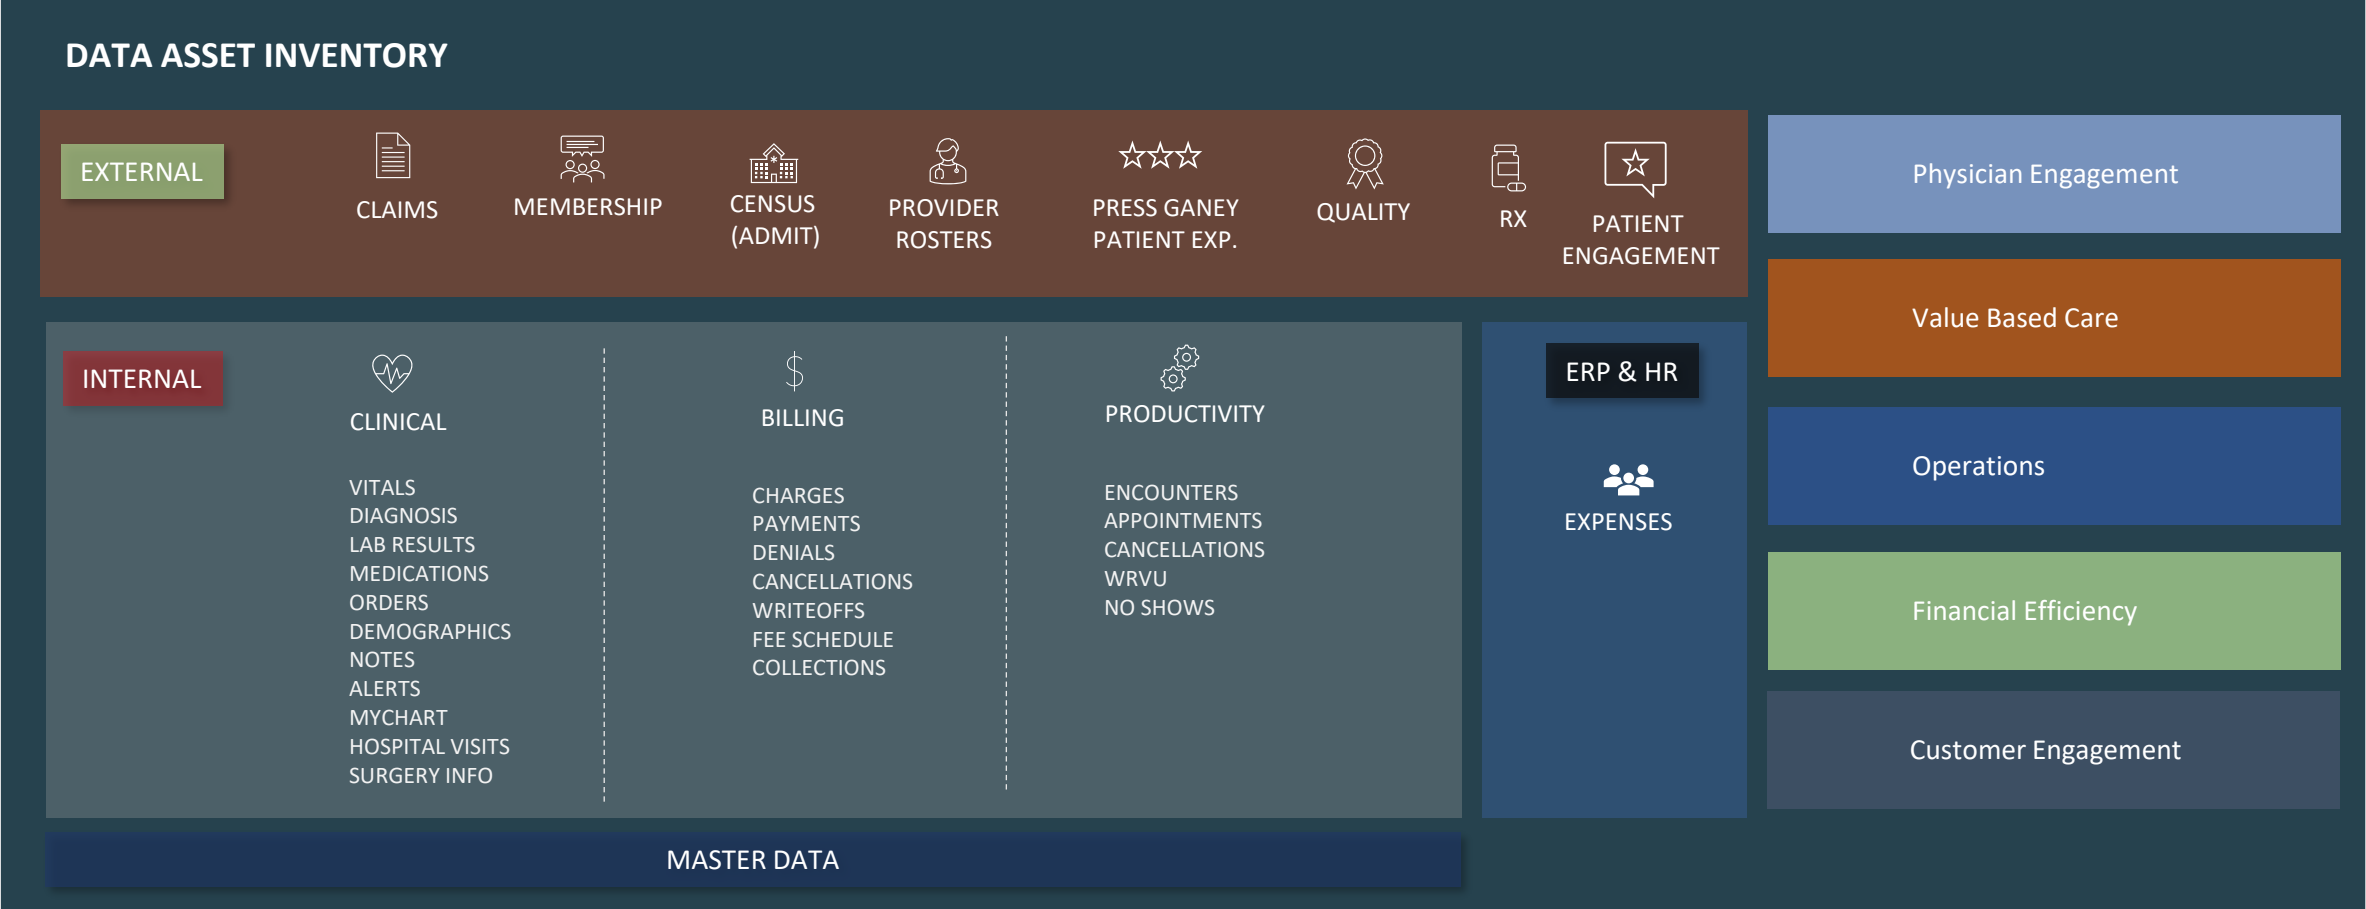 DATA ASSET INVENTORY
EXTERNAL
CLAIMS
MEMBERSHIP
CENSUS
(ADMIT)
PROVIDER
ROSTERS
PRESS GANEY
PATIENT EXP.
QUALITY
RX
PATIENT
ENGAGEMENT
INTERNAL
CLINICAL
VITALS
DIAGNOSIS
LAB RESULTS
MEDICATIONS
ORDERS
DEMOGRAPHICS
NOTES
ALERTS
MYCHART
HOSPITAL VISITS
SURGERY INFO
$
BILLING
CHARGES
PAYMENTS
DENIALS
CANCELLATIONS
WRITEOFFS
FEE SCHEDULE
COLLECTIONS
PRODUCTIVITY
ENCOUNTERS
APPOINTMENTS
CANCELLATIONS
WRVU
NO SHOWS
ERP & HR
EXPENSES
MASTER DATA
Physician Engagement
Value Based Care
Operations
Financial Efficiency
Customer Engagement